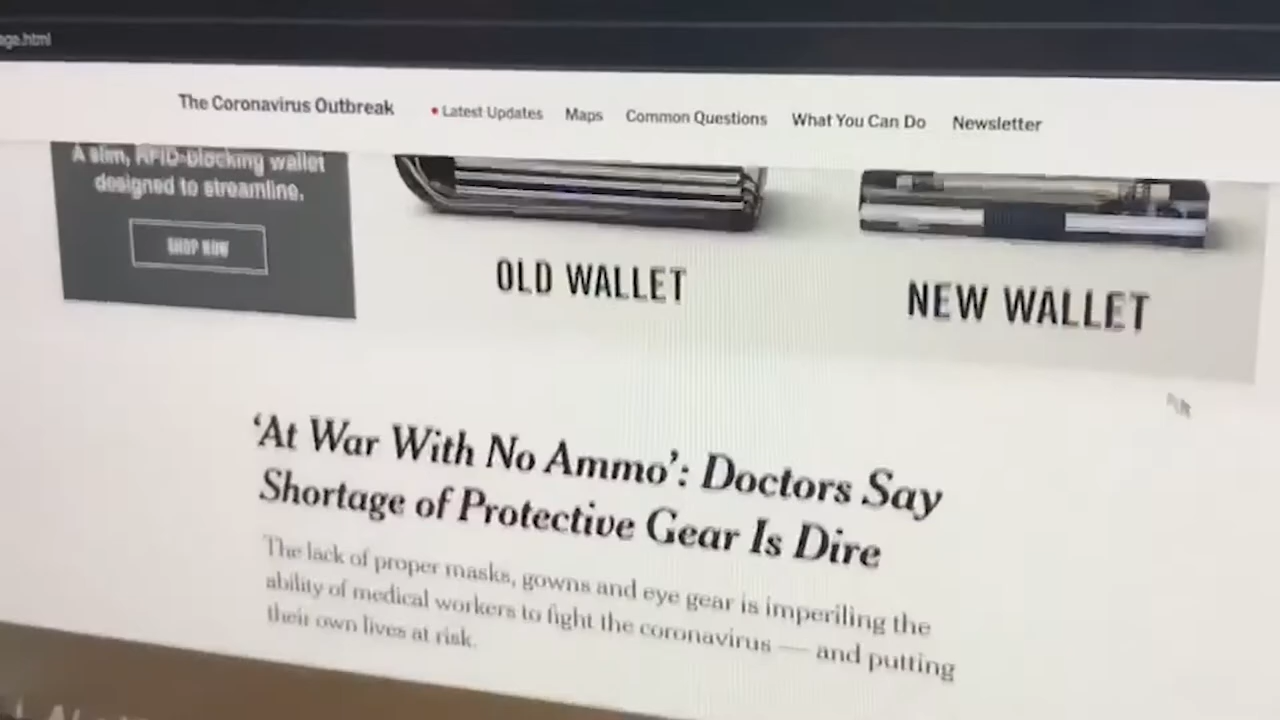 age.html
The Coronavirus Outbreak
Latest Updates Maps Common Questions What You Can Do Newsletter
A slim, RFID-blocking wallet
designed to streamline.
SHOP NOW
OLD WALLET
NEW WALLET
‘At War With No Ammo’: Doctors Say
Shortage of Protective Gear Is Dire
The lack of proper masks, gowns and eye gear is imperiling the
ability of medical workers to fight the coronavirus — and putting
their own lives at risk.